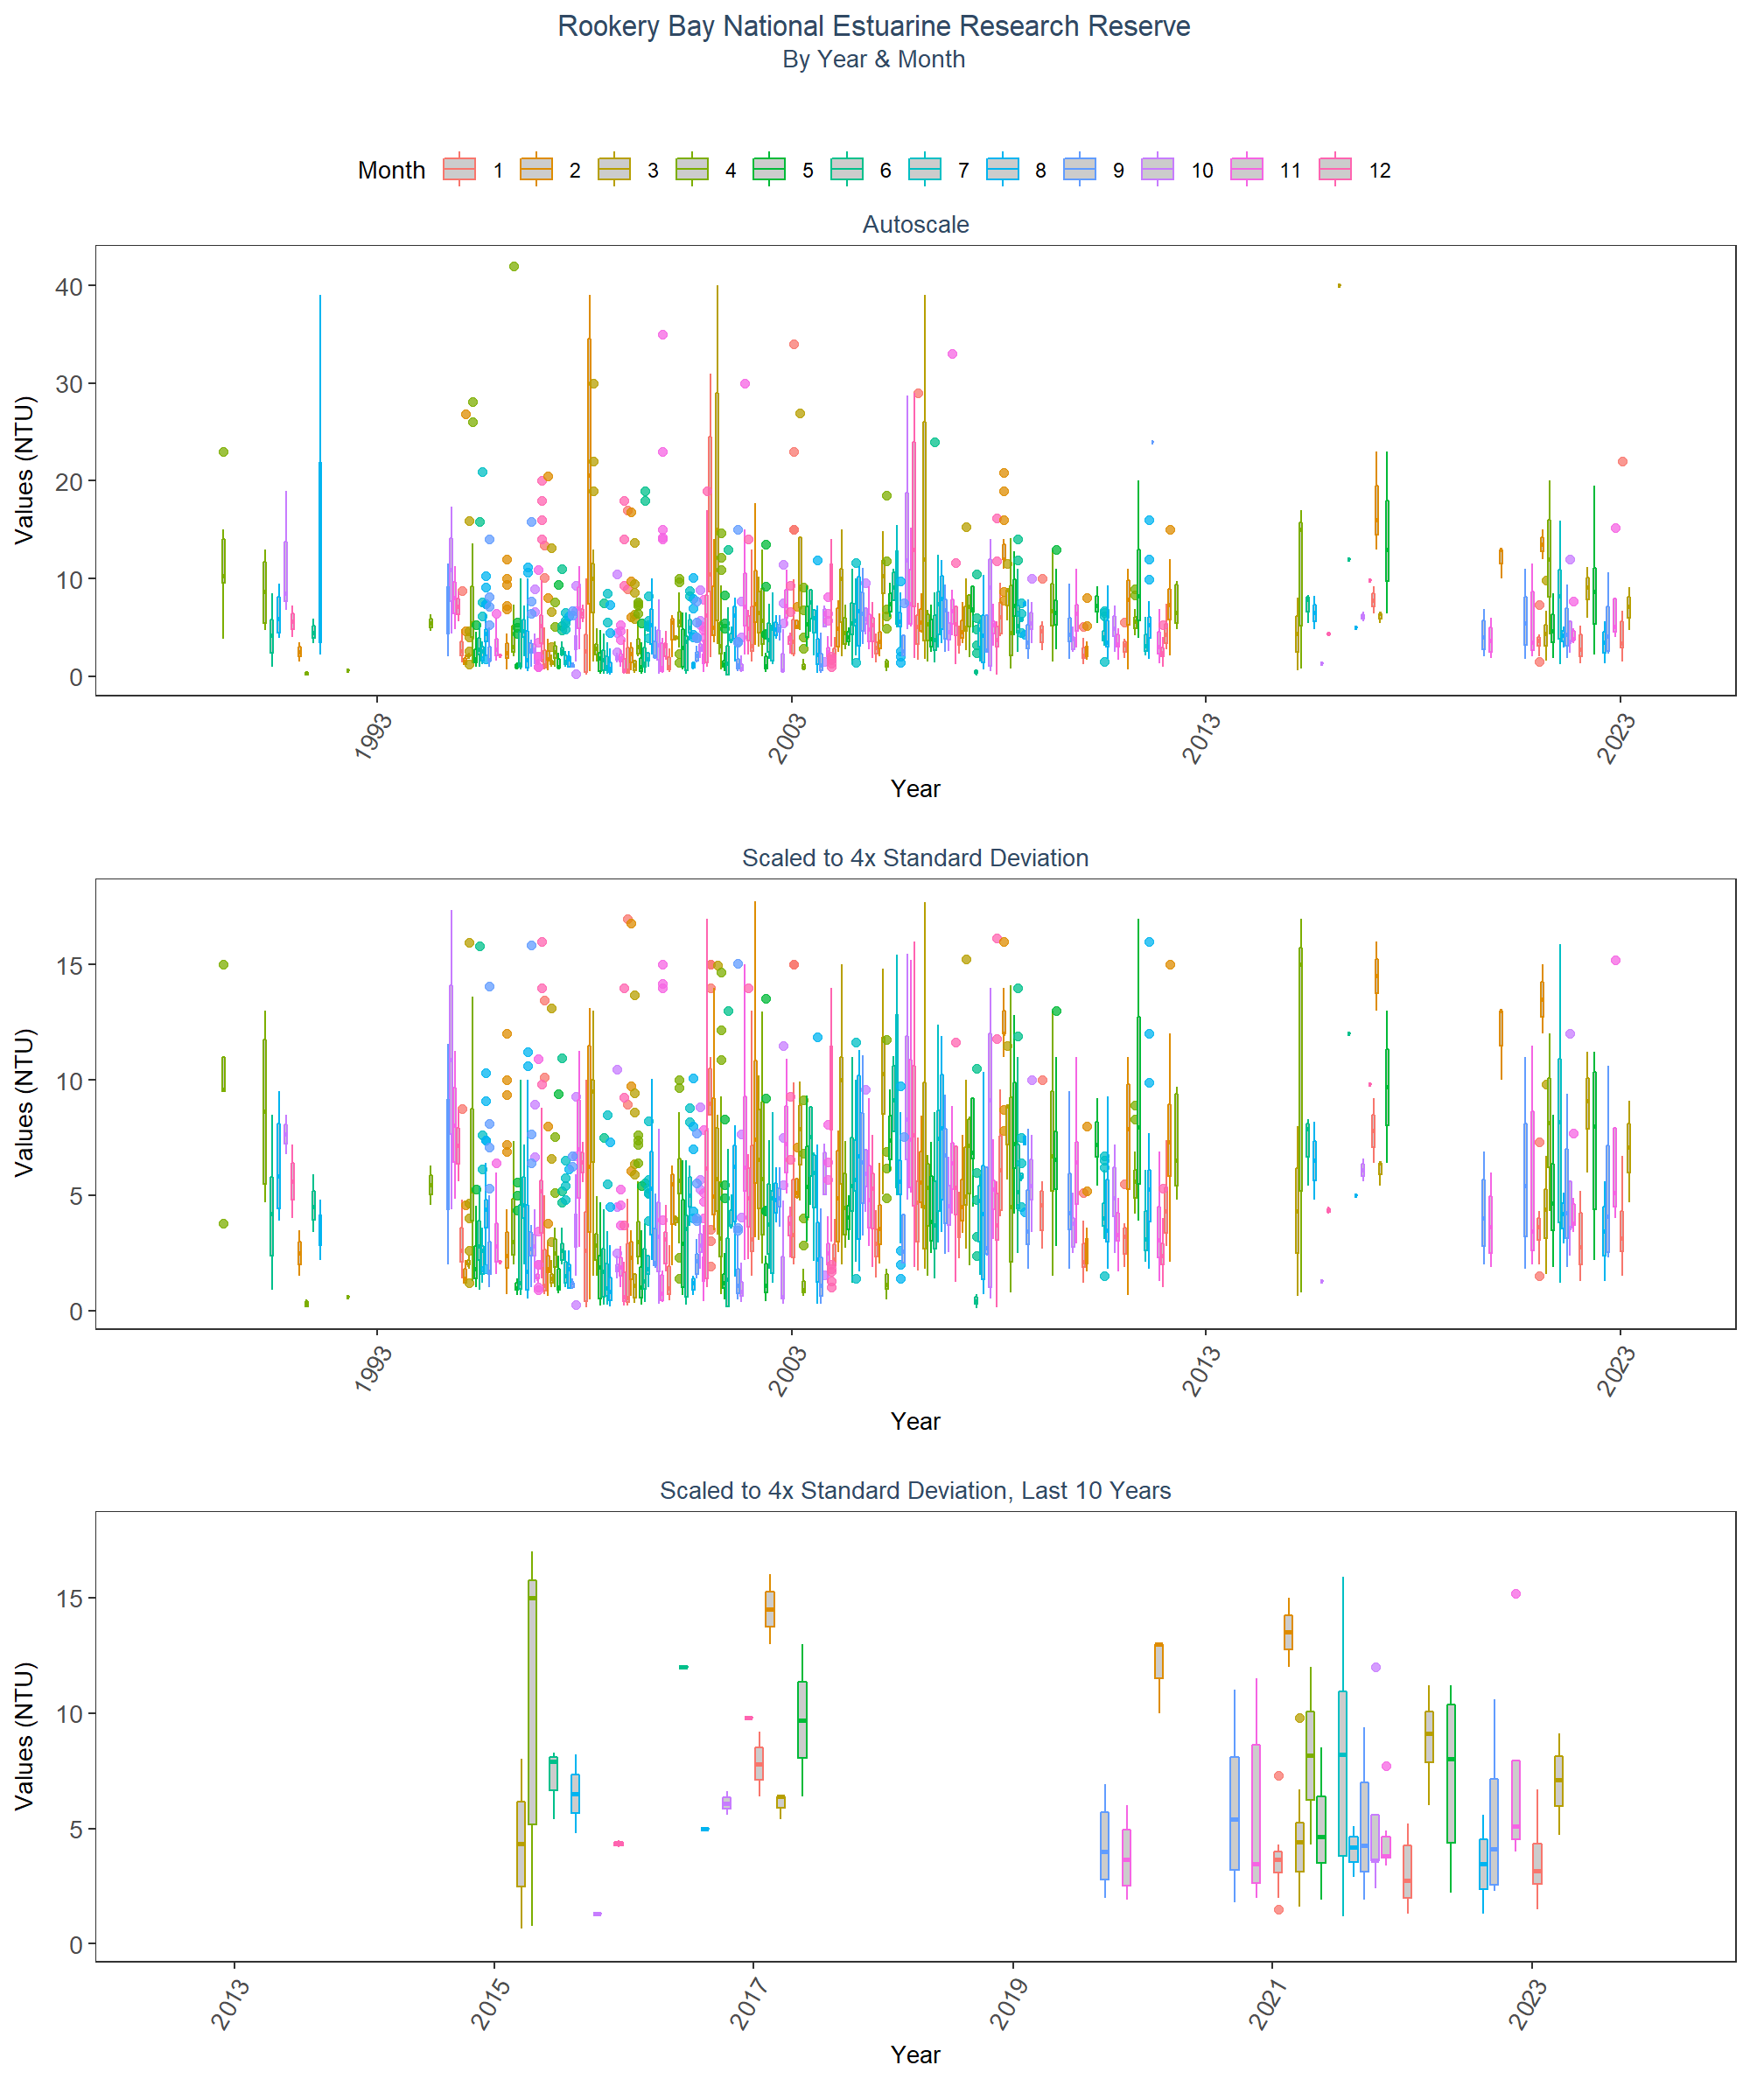 Rookery Bay National Estuarine Research Reserve
By Year & Month
Month 1 2 3 4 5 6 7 8 9 10 11 12
Autoscale
Values (NTU)
40
30
20
10
0
1993 2003 2013 2023
Year
Scaled to 4x Standard Deviation
Values (NTU)
15
10
5
0
1993 2003 2013 2023
Year
Scaled to 4x Standard Deviation, Last 10 Years
Values (NTU)
15
10
5
0
2013 2015 2017 2019 2021 2023
Year